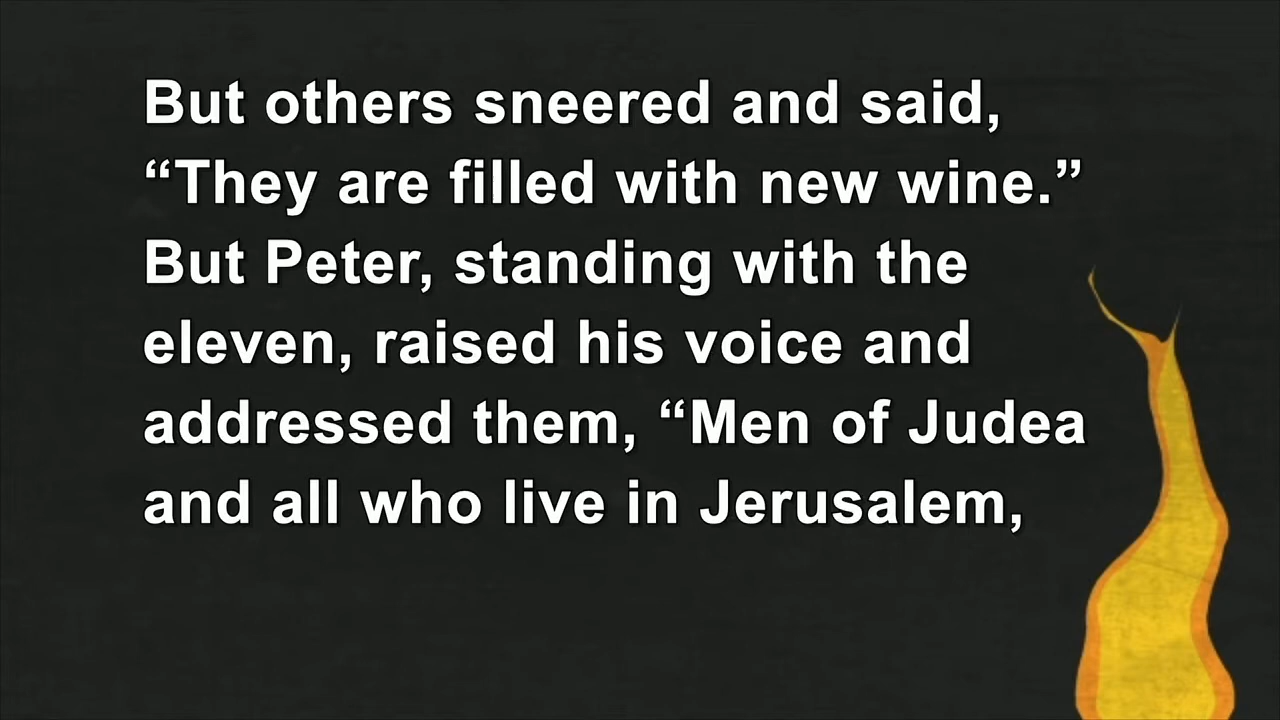 But others sneered and said,
“They are filled with new wine.”
But Peter, standing with the
eleven, raised his voice and
addressed them, “Men of Judea
and all who live in Jerusalem,